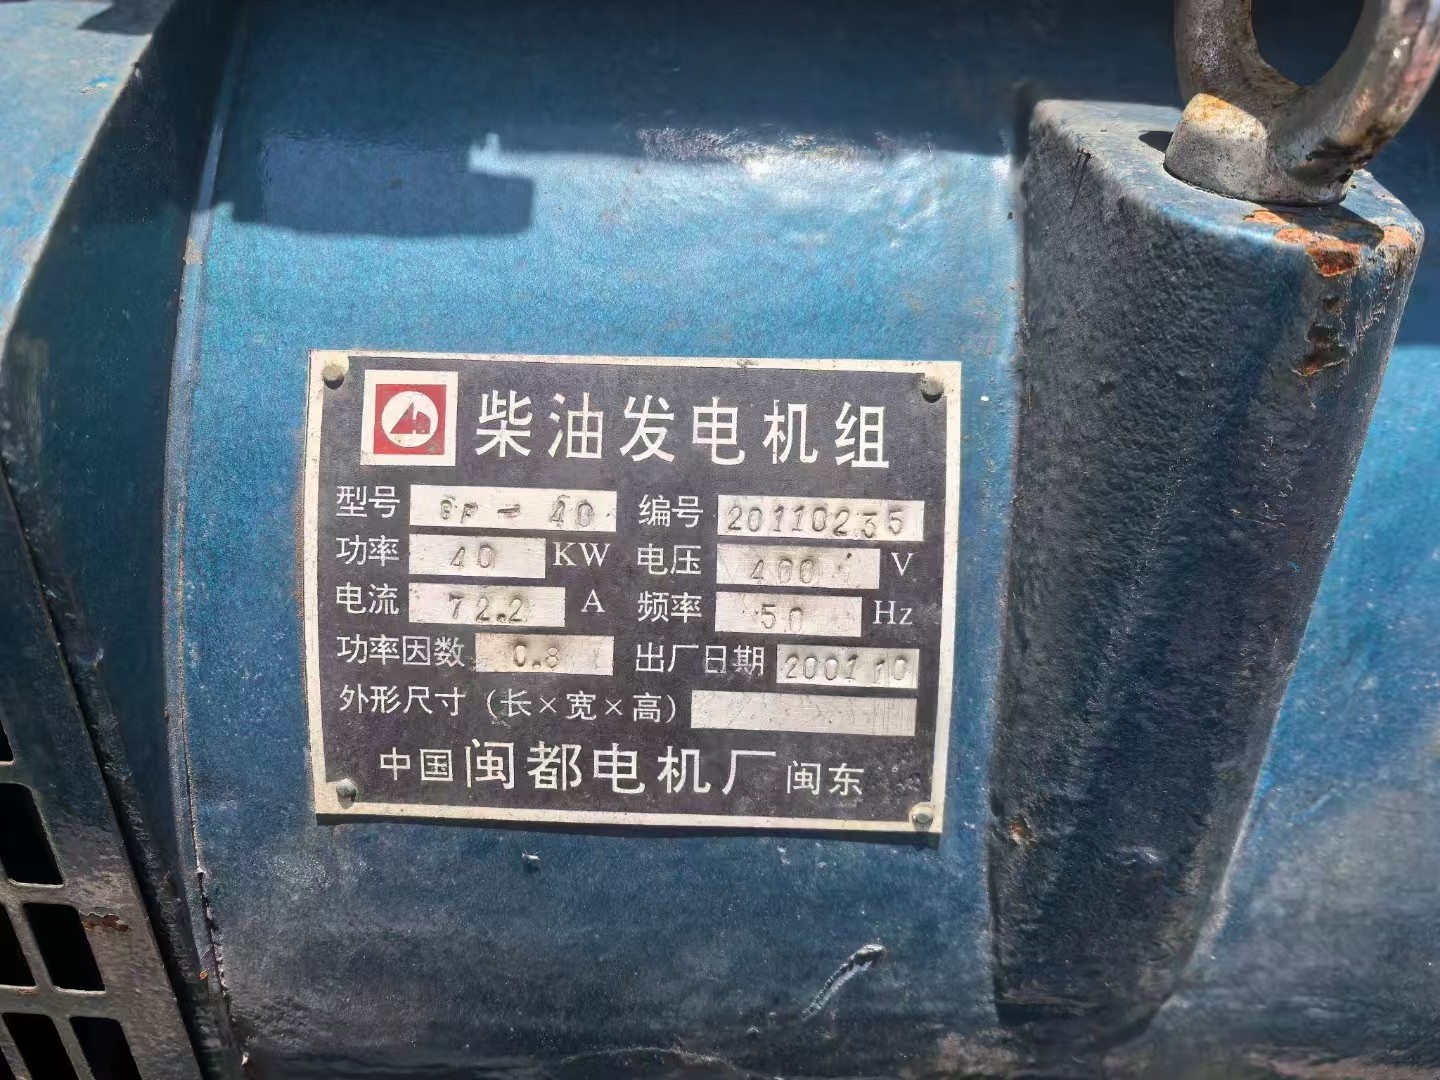 柴油发电机组
型号 GF-40 编号 20110235
功率 40 KW 电压 400 V
电流 72.2 A 频率 50 Hz
功率因数 0.8 出厂日期 2001 10
外形尺寸（长×宽×高）
中国闽都电机厂 闽东